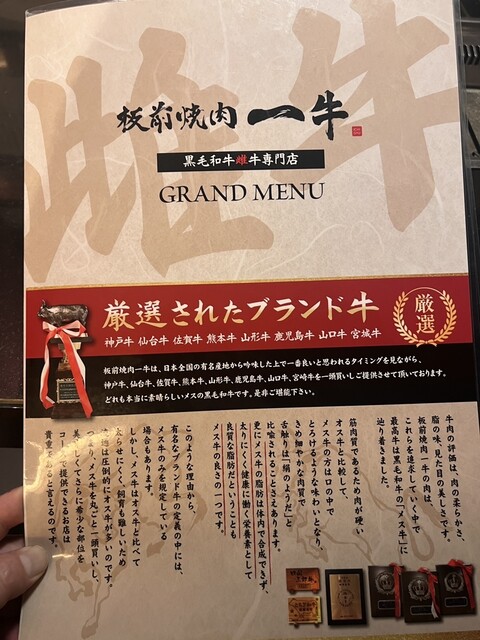 雌牛
板前焼肉 一牛
黒毛和牛雌牛専門店
GRAND MENU
厳選されたブランド牛
神戸牛 仙台牛 佐賀牛 熊本牛 山形牛 鹿児島牛 山口牛 宮城牛
厳選
板前焼肉一牛は、日本全国の有名産地から吟味した上で一番良いと思われるタイミングを見ながら、
神戸牛、仙台牛、佐賀牛、熊本牛、山形牛、鹿児島牛、山口牛、宮崎牛を一頭買いしご提供させて頂いております。
どれも本当に素晴らしいメスの黒毛和牛です。是非ご堪能下さい。
牛肉の評価は、肉の柔らかさ、
脂の味、見た目の美しさです。
板前焼肉一牛の肉は、
これらを追求していく中で
最高牛は黒毛和牛の「メス牛」に
辿り着きました。
筋肉質であるため肉が硬い
オス牛と比較して、
メス牛の方は口の中で
とろけるような味わいとなり、
きめ細やかな肉質で
舌触りは「絹のようだ」と
比喩されることさえあります。
更にメス牛の脂肪は体内で合成できず、
太りにくく健康に働く栄養素として
良質な脂肪だということも
メス牛の良さの一つです。
このような理由から、
有名なブランド牛の定義の中には、
メス牛のみを規定している
場合もあります。
しかし、メス牛はオス牛と比べて
太らせにくく、飼育も難しいため
は圧倒的にオス牛が多いのです。
より、メス牛を丸ごと一頭買いし、
美味しくてさらに希少な部位を
コー 提供できるお店は
貴重であると言えるのです。